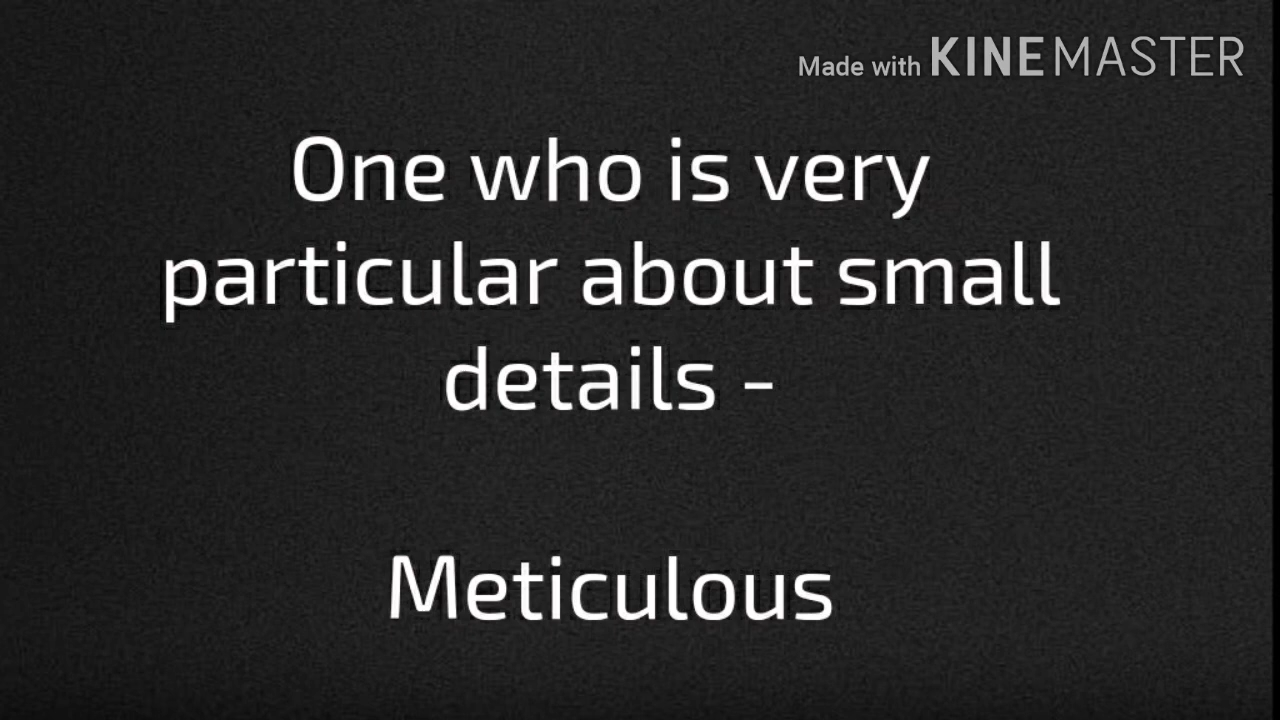 Made with KINEMASTER
One who is very
particular about small
details -
Meticulous